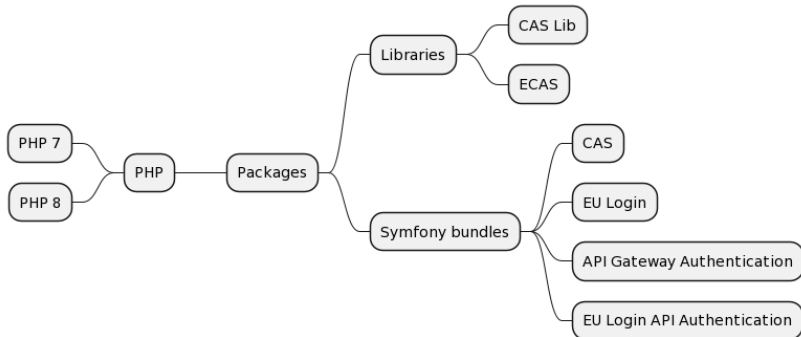 CAS Lib
Libraries
ECAS
PHP 7
CAS
PHP
Packages
PHP 8
EU Login
Symfony bundles
API Gateway Authentication
EU Login API Authentication